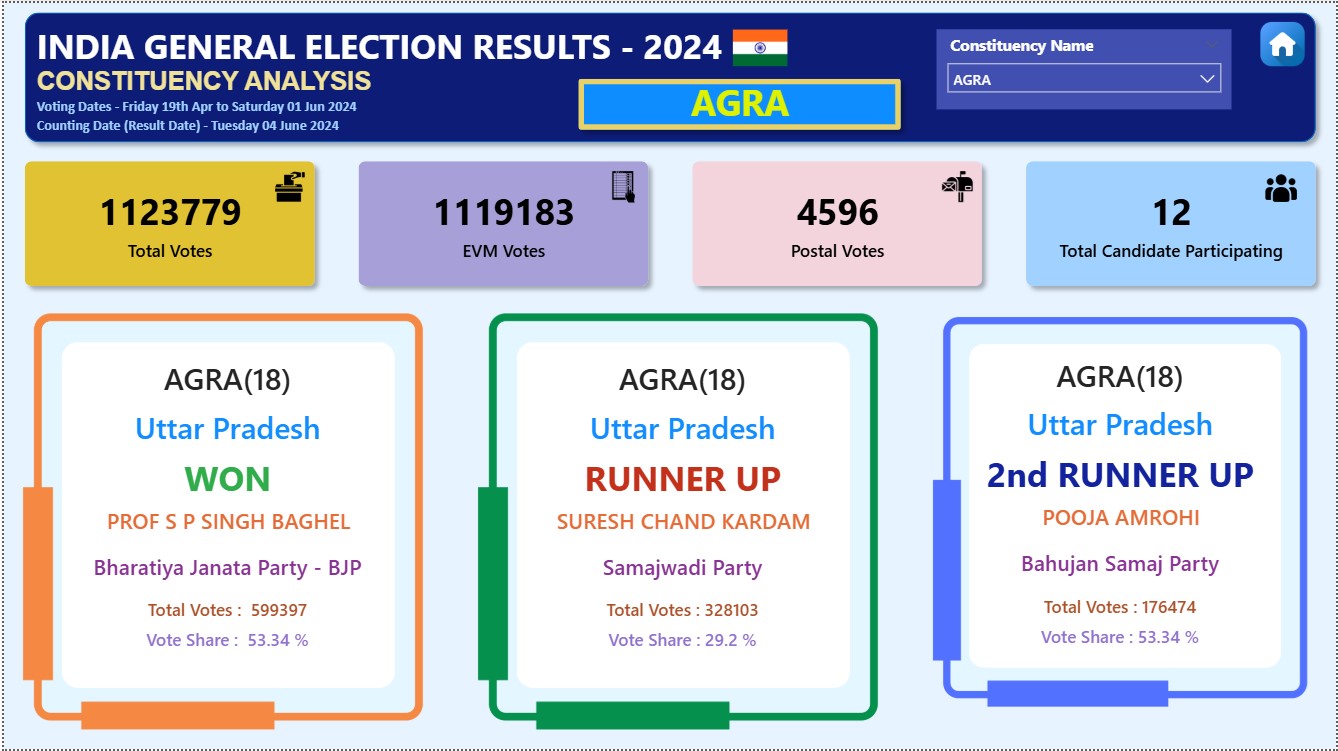 INDIA GENERAL ELECTION RESULTS - 2024
CONSTITUENCY ANALYSIS
Voting Dates - Friday 19th Apr to Saturday 01 Jun 2024
Counting Date (Result Date) - Tuesday 04 June 2024
AGRA
Constituency Name
AGRA
1123779
Total Votes
1119183
EVM Votes
4596
Postal Votes
12
Total Candidate Participating
AGRA(18)
Uttar Pradesh
WON
PROF S P SINGH BAGHEL
Bharatiya Janata Party - BJP
Total Votes : 599397
Vote Share : 53.34 %
AGRA(18)
Uttar Pradesh
RUNNER UP
SURESH CHAND KARDAM
Samajwadi Party
Total Votes : 328103
Vote Share : 29.2 %
AGRA(18)
Uttar Pradesh
2nd RUNNER UP
POOJA AMROHI
Bahujan Samaj Party
Total Votes : 176474
Vote Share : 53.34 %